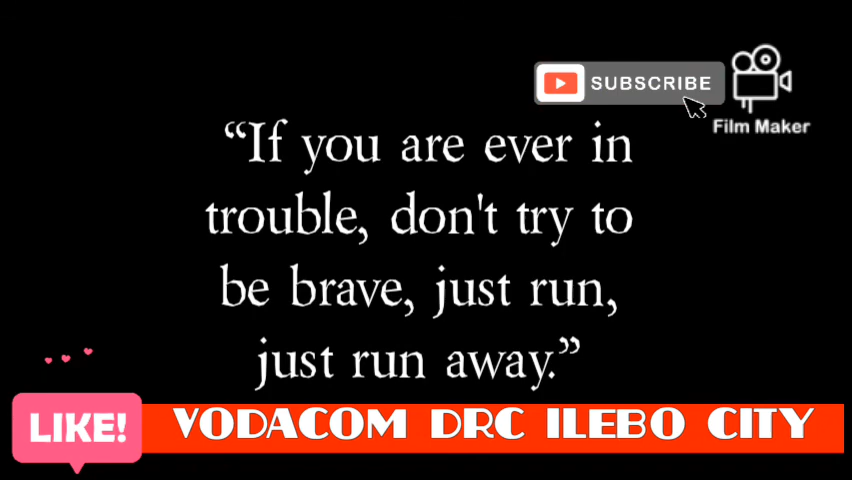 SUBSCRIBE
Film Maker
“If you are ever in
trouble, don't try to
be brave, just run,
just run away.”
LIKE!
VODACOM DRC ILEBO CITY